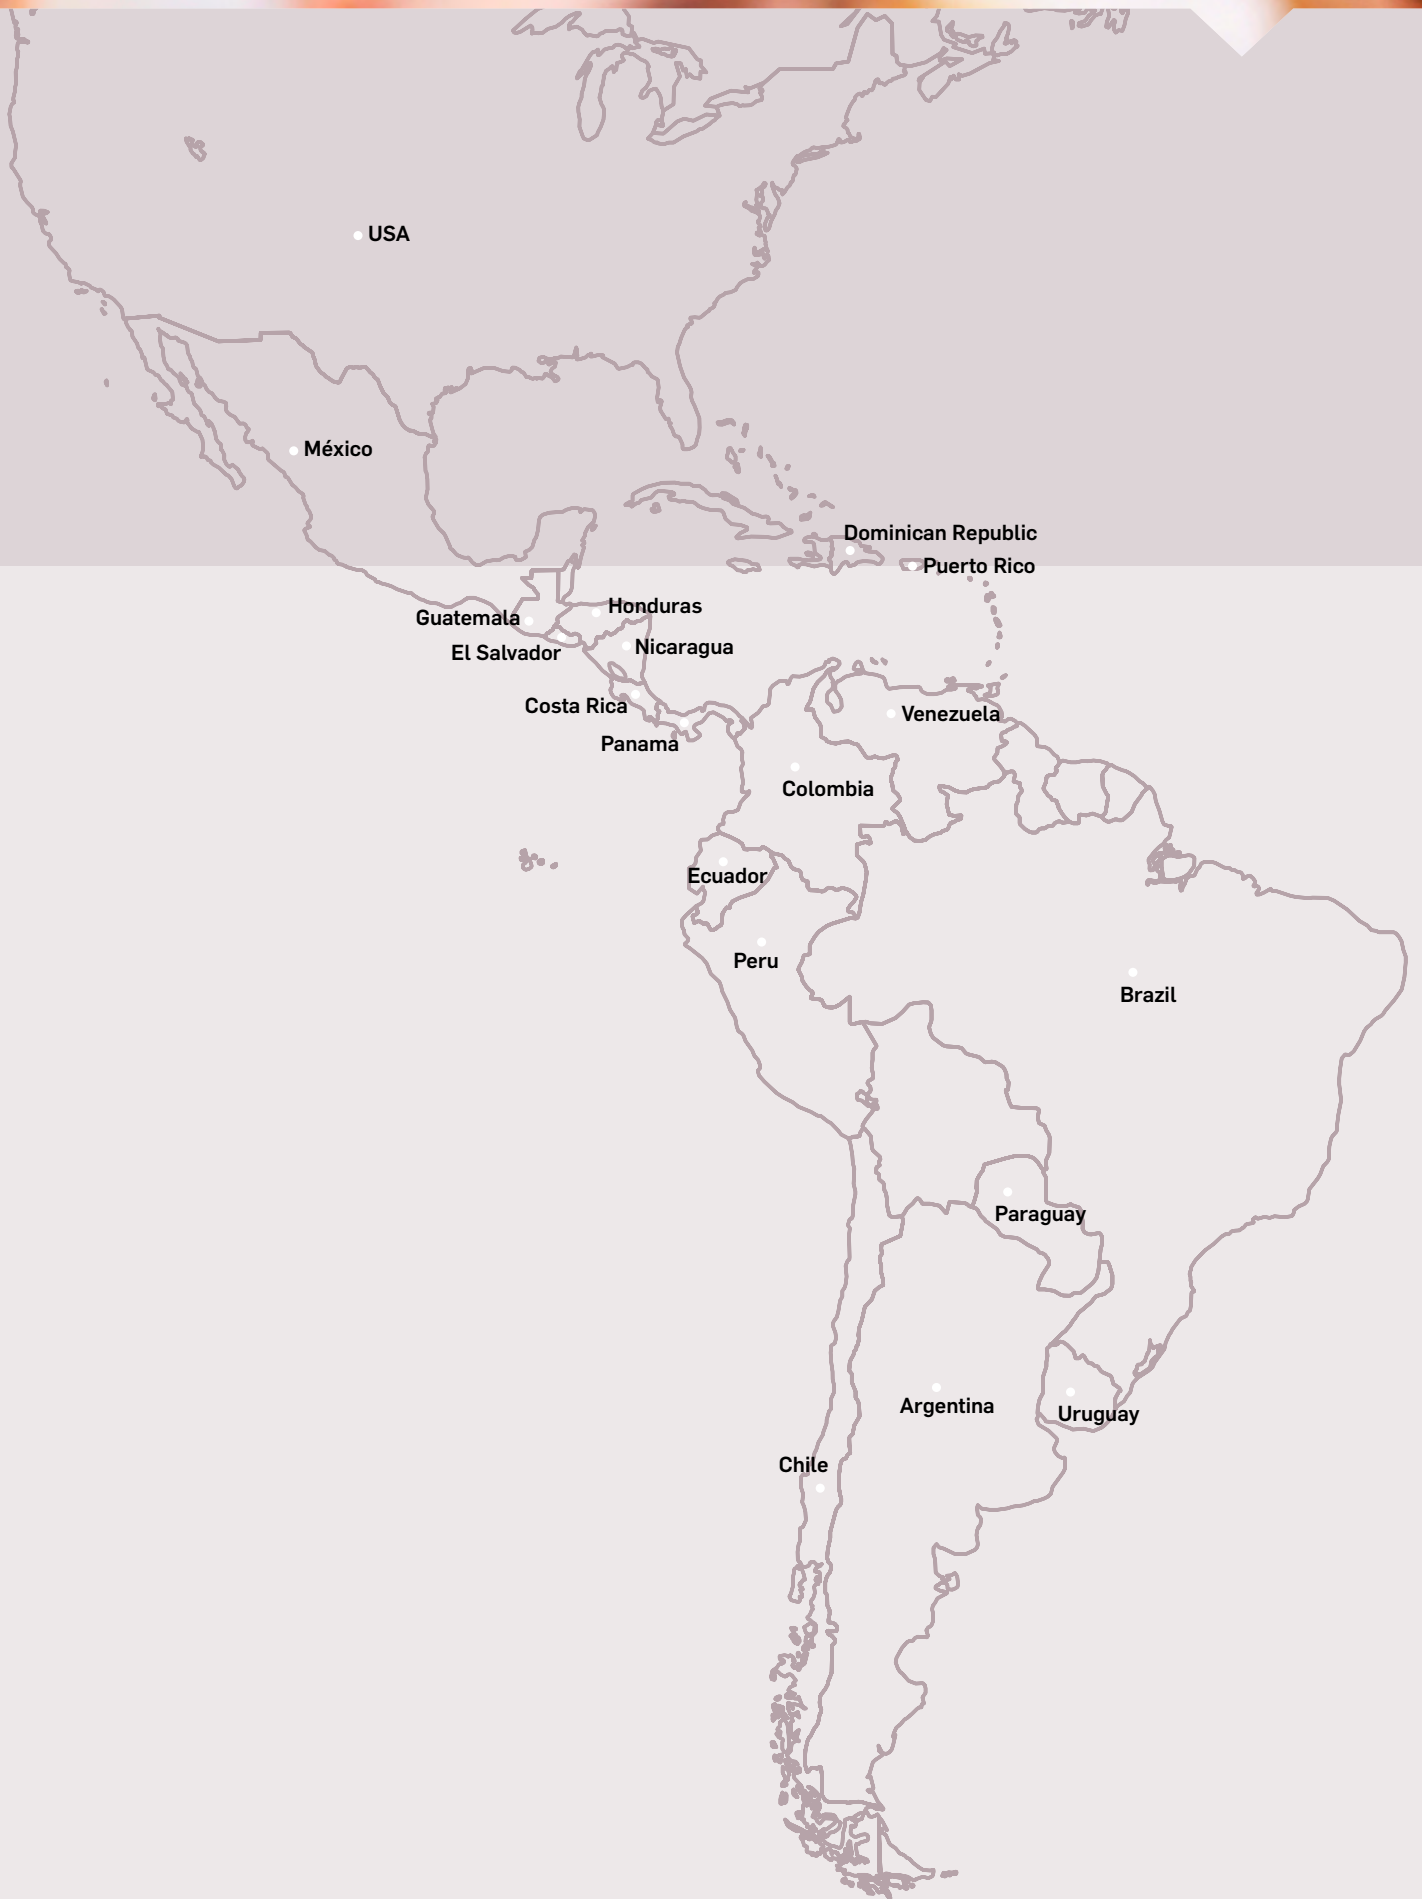 USA
México
Dominican Republic
Puerto Rico
Honduras
Guatemala
Nicaragua
El Salvador
Costa Rica
Venezuela
Panama
Colombia
Ecuador
Peru
Brazil
Paraguay
Argentina
Uruguay
Chile